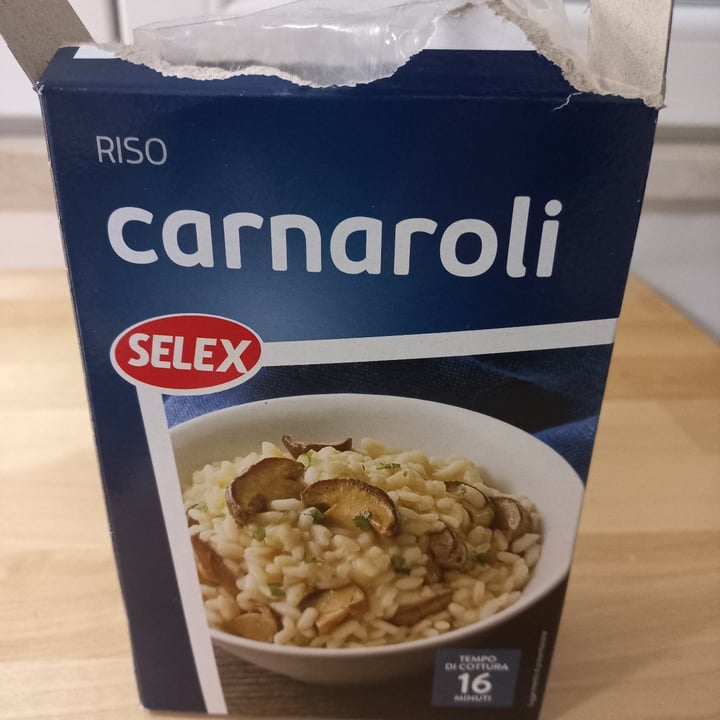 RISO
carnaroli
SELEX
TEMPO
DI COTTURA
16
MINUTI